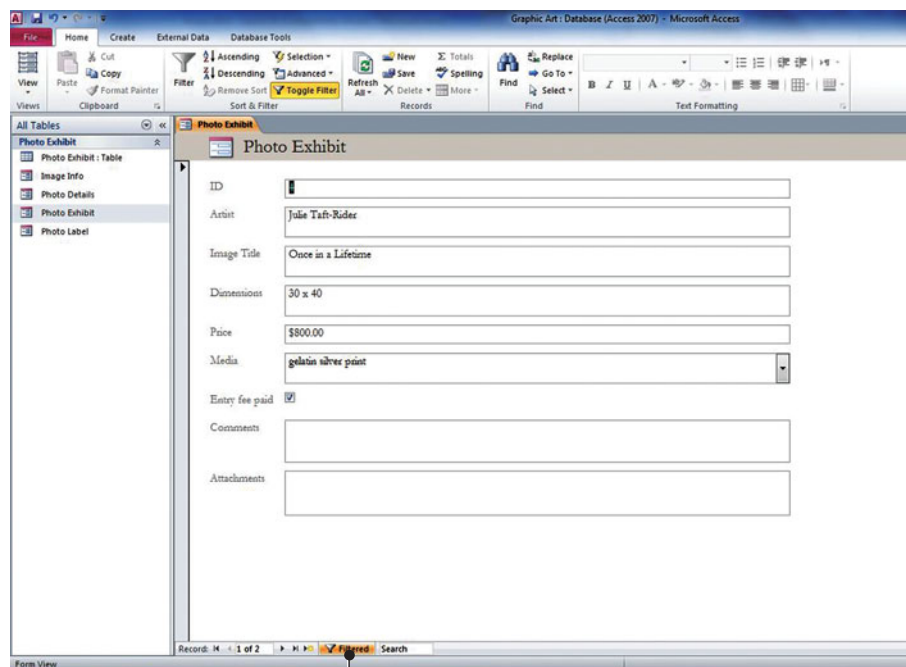 Graphic Art : Database (Access 2007) - Microsoft Access
File Home Create External Data Database Tools
View
Views
Paste
Cut
Copy
Format Painter
Clipboard
Filter
Ascending
Descending
Remove Sort
Selection
Advanced
Toggle Filter
Sort & Filter
Refresh
All
New
Save
Delete
Σ Totals
Spelling
More
Records
Find
Replace
Go To
Select
Find
B I U A
Text Formatting
All Tables
Photo Exhibit
Photo Exhibit : Table
Image Info
Photo Details
Photo Exhibit
Photo Label
Photo Exhibit
Photo Exhibit
ID
Artist Julie Taft-Rider
Image Title Once in a Lifetime
Dimentions 30 x 40
Price $800.00
Media gelatin silver print
Entry fee paid
Comments
Attachments
Record: 1 of 2 Filtered Search
Form View